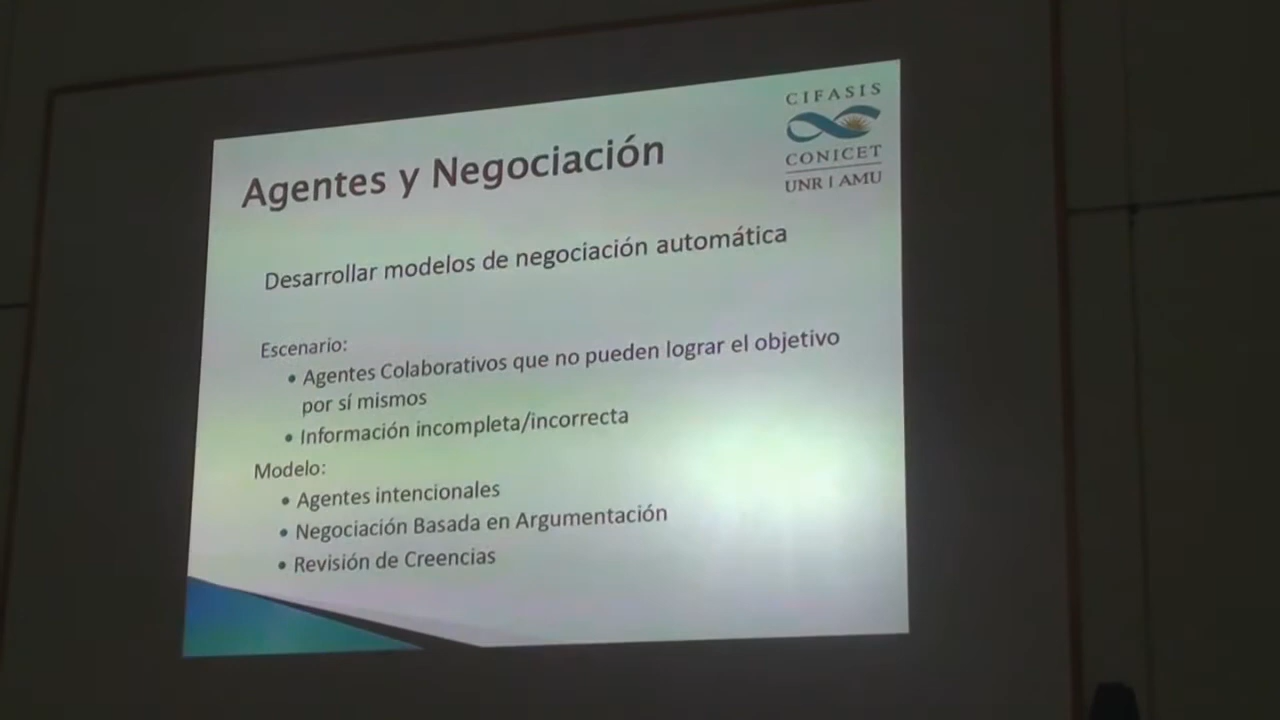 CIFASIS
CONICET
UNR | AMU
Agentes y Negociación
Desarrollar modelos de negociación automática
Escenario:
• Agentes Colaborativos que no pueden lograr el objetivo
por sí mismos
• Información incompleta/incorrecta
Modelo:
• Agentes intencionales
• Negociación Basada en Argumentación
• Revisión de Creencias